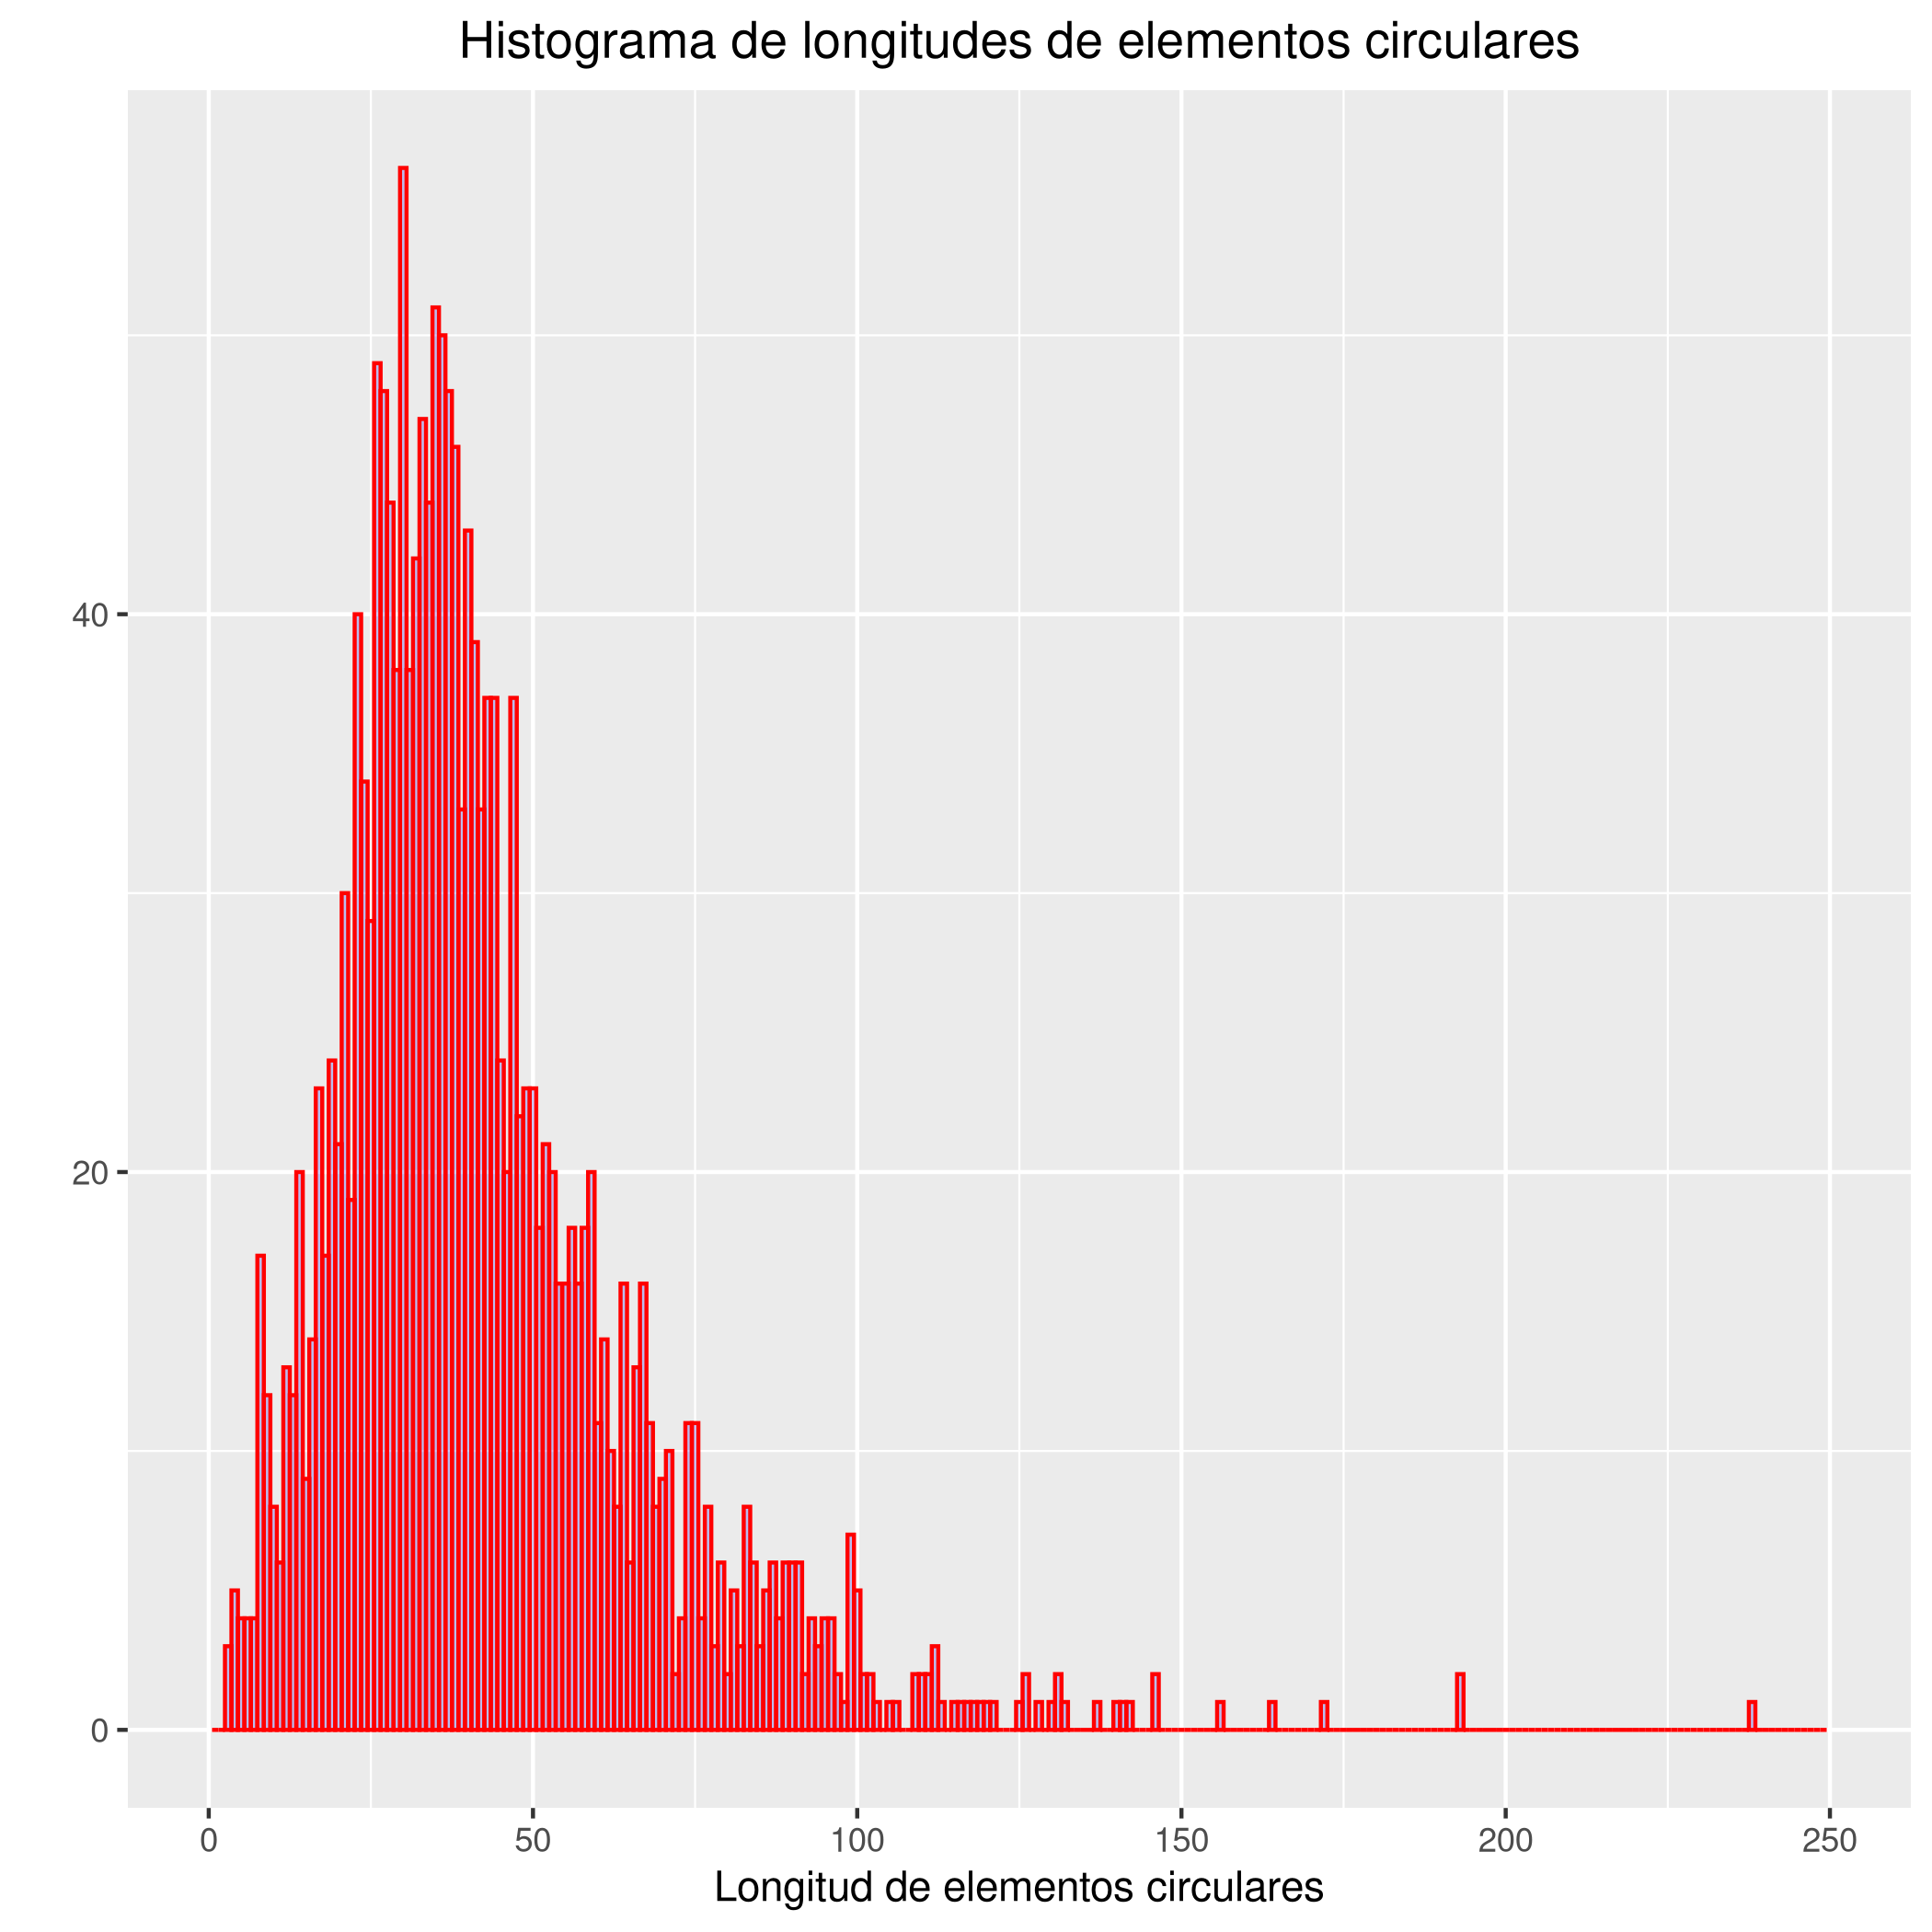 Histograma de longitudes de elementos circulares
40
20
0
0 50 100 150 200 250
Longitud de elementos circulares